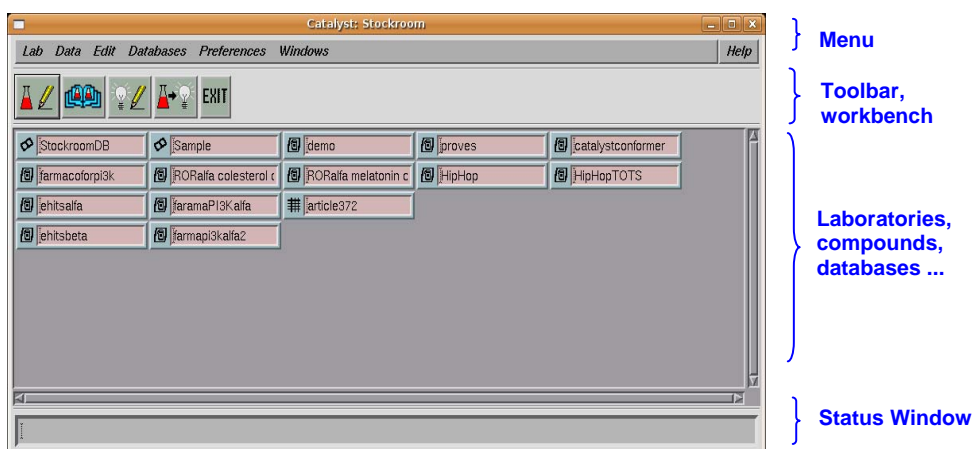 Catalyst: Stockroom
Lab Data Edit Databases Preferences Windows Help
Menu
EXIT
Toolbar,
workbench
StockroomDB Sample demo proves catalystconformer
farmacoforpi3k RORalfa colesterol c RORalfa melatonin c HipHop HipHopTOTS
ehitsalfa faramaPI3Kalfa article372
ehitsbeta farmapi3kalfa2
Laboratories,
compounds,
databases ...
Status Window